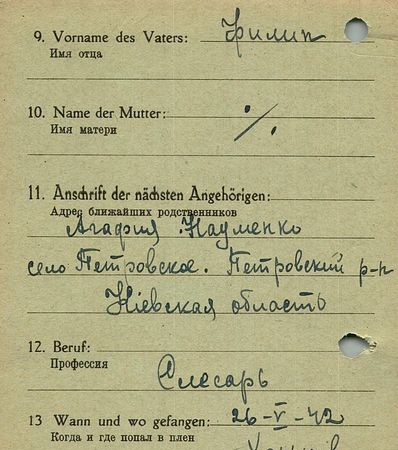 9. Vorname des Vaters: Филип
Имя отца
10. Name der Mutter: ·/.
Имя матери
11. Anschrift der nächsten Angehörigen:
Адрес ближайших родственников
Агафия Науменко
село Петровское. Петровский р-н
Кіевская область
12. Beruf:
Профессия
Слесарь
13 Wann und wo gefangen: 26-V-42
Когда и где попал в плен